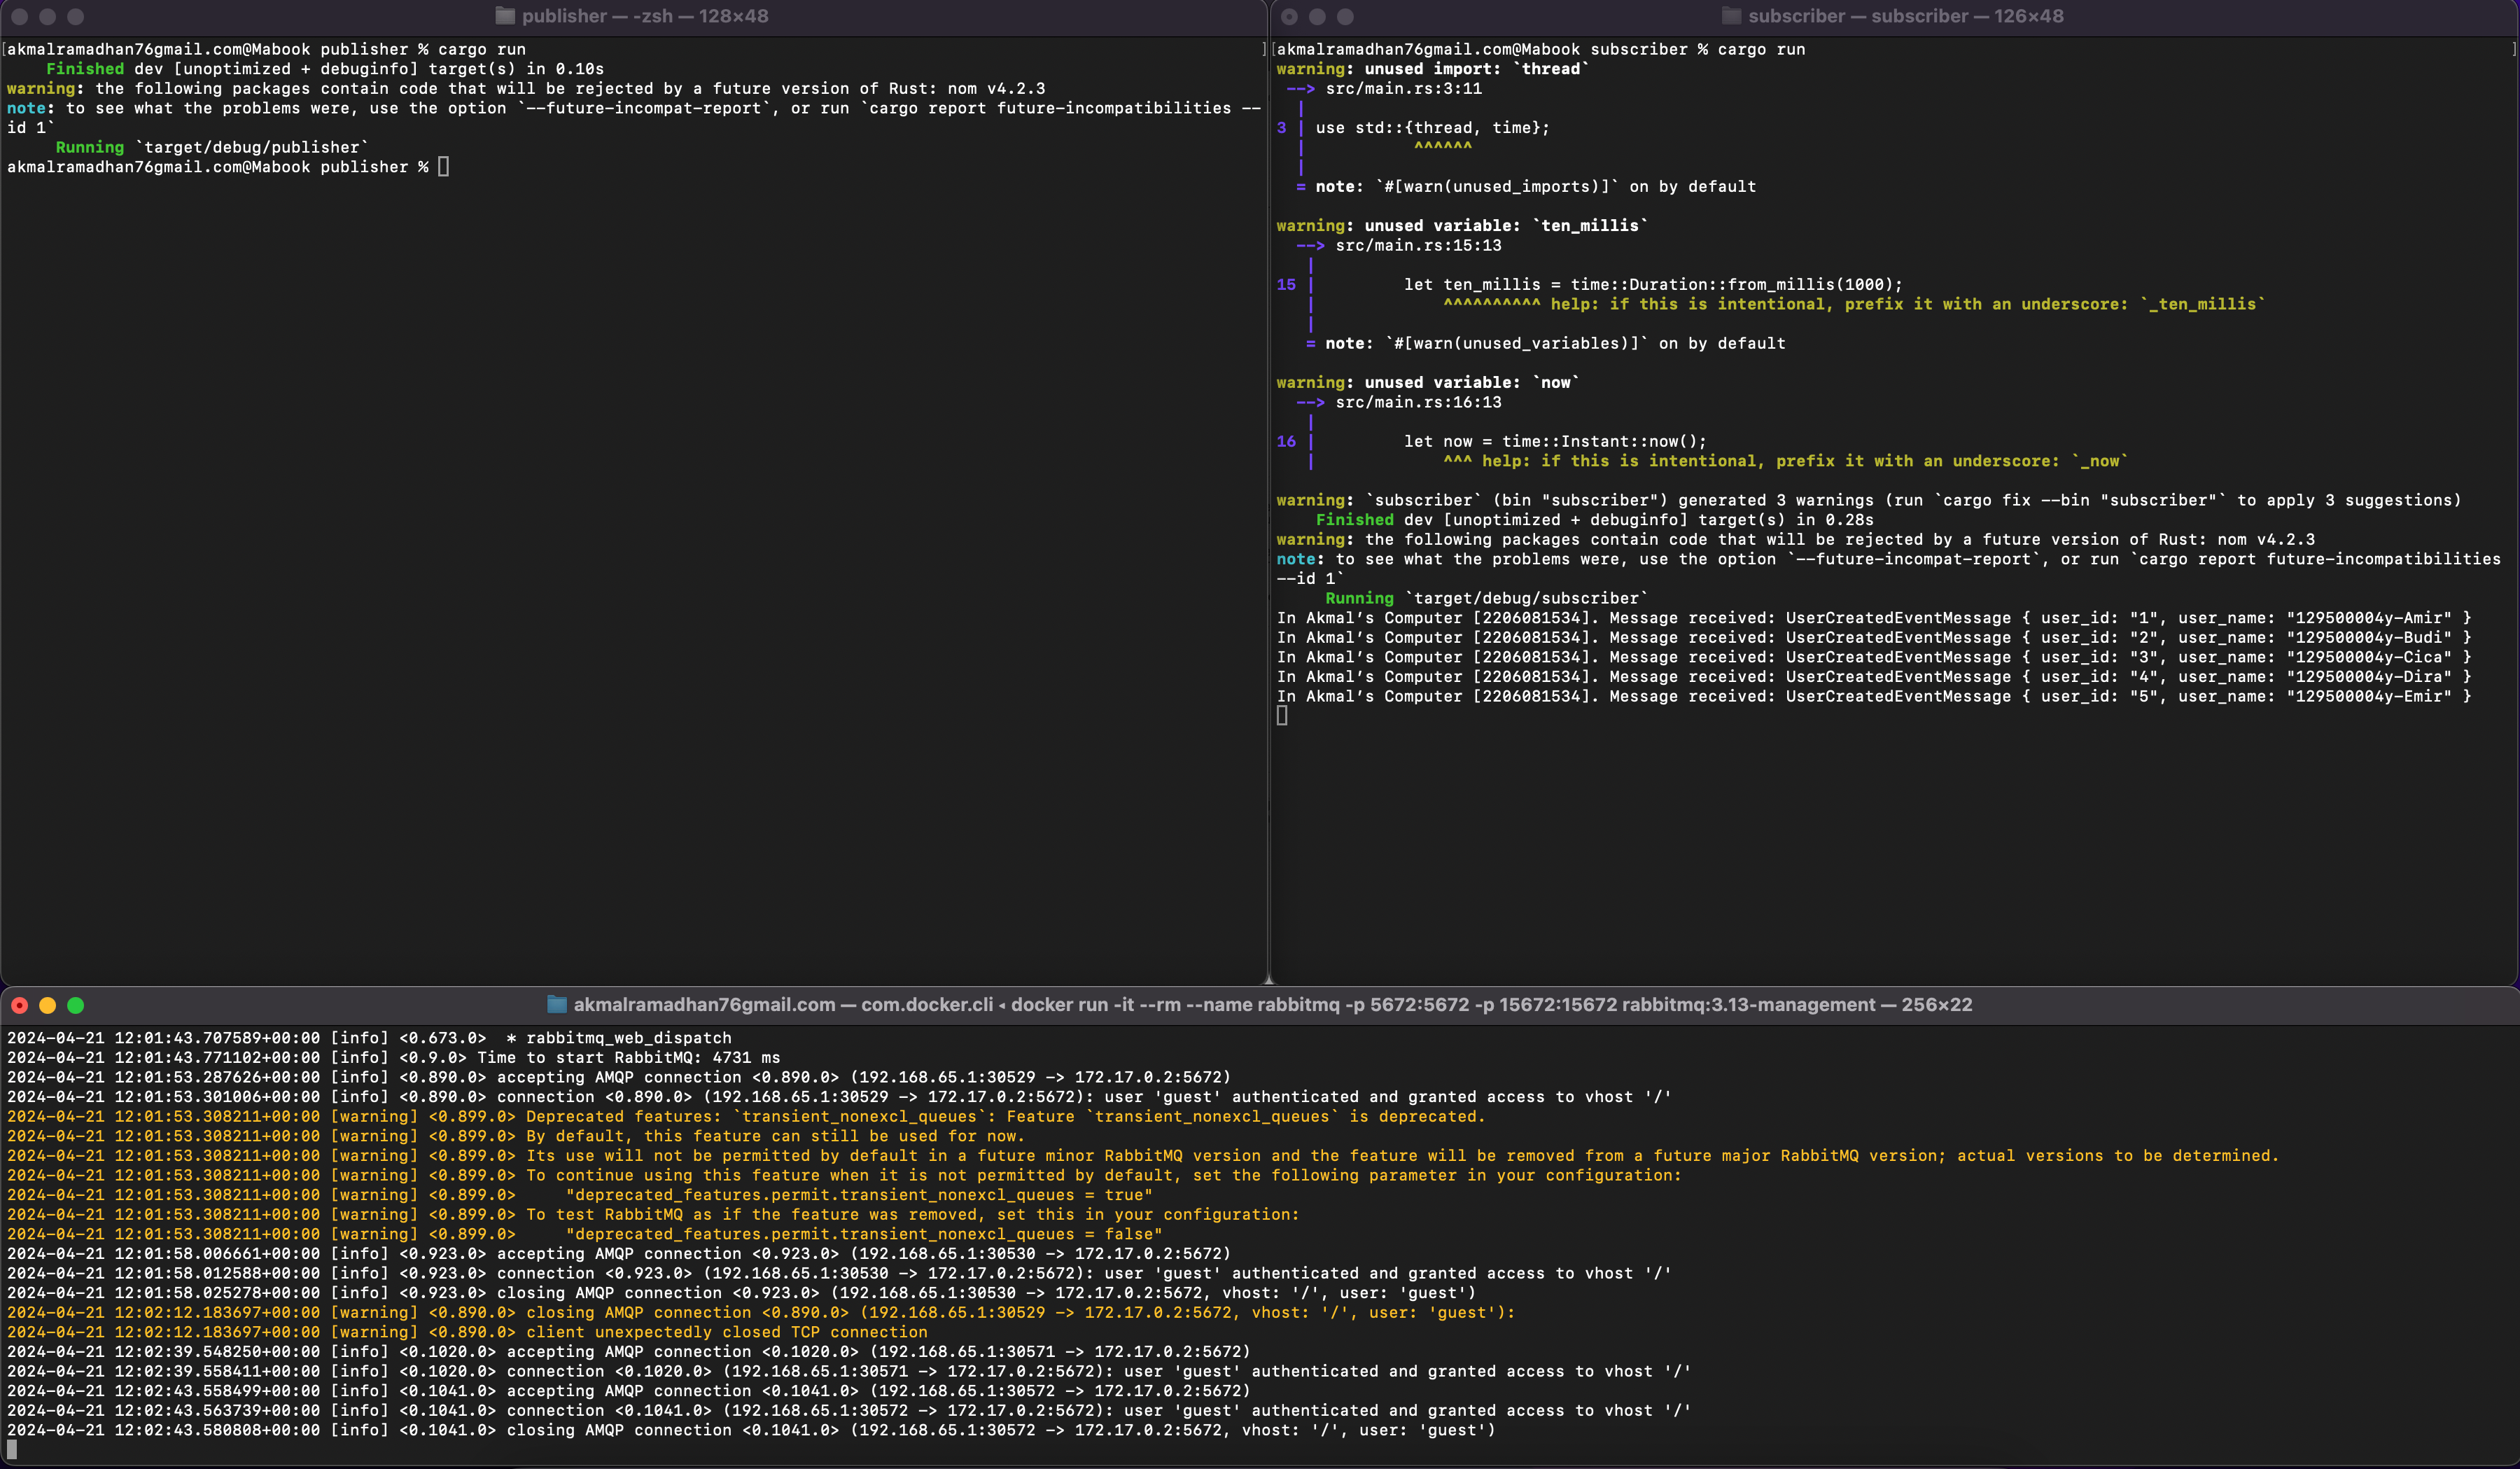 publisher — -zsh — 128×48
[akmalramadhan76gmail.com@Mabook publisher % cargo run ]
Finished dev [unoptimized + debuginfo] target(s) in 0.10s
warning: the following packages contain code that will be rejected by a future version of Rust: nom v4.2.3
note: to see what the problems were, use the option `--future-incompat-report`, or run `cargo report future-incompatibilities --
id 1`
Running `target/debug/publisher`
akmalramadhan76gmail.com@Mabook publisher %
subscriber — subscriber — 126×48
[akmalramadhan76gmail.com@Mabook subscriber % cargo run ]
warning: unused import: `thread`
--> src/main.rs:3:11
|
3 | use std::{thread, time};
| ^^^^^^
|
= note: `#[warn(unused_imports)]` on by default
warning: unused variable: `ten_millis`
--> src/main.rs:15:13
|
15 | let ten_millis = time::Duration::from_millis(1000);
| ^^^^^^^^^^ help: if this is intentional, prefix it with an underscore: `_ten_millis`
|
= note: `#[warn(unused_variables)]` on by default
warning: unused variable: `now`
--> src/main.rs:16:13
|
16 | let now = time::Instant::now();
| ^^^ help: if this is intentional, prefix it with an underscore: `_now`
warning: `subscriber` (bin "subscriber") generated 3 warnings (run `cargo fix --bin "subscriber"` to apply 3 suggestions)
Finished dev [unoptimized + debuginfo] target(s) in 0.28s
warning: the following packages contain code that will be rejected by a future version of Rust: nom v4.2.3
note: to see what the problems were, use the option `--future-incompat-report`, or run `cargo report future-incompatibilities
--id 1`
Running `target/debug/subscriber`
In Akmal’s Computer [2206081534]. Message received: UserCreatedEventMessage { user_id: "1", user_name: "129500004y-Amir" }
In Akmal’s Computer [2206081534]. Message received: UserCreatedEventMessage { user_id: "2", user_name: "129500004y-Budi" }
In Akmal’s Computer [2206081534]. Message received: UserCreatedEventMessage { user_id: "3", user_name: "129500004y-Cica" }
In Akmal’s Computer [2206081534]. Message received: UserCreatedEventMessage { user_id: "4", user_name: "129500004y-Dira" }
In Akmal’s Computer [2206081534]. Message received: UserCreatedEventMessage { user_id: "5", user_name: "129500004y-Emir" }
akmalramadhan76gmail.com — com.docker.cli ◂ docker run -it --rm --name rabbitmq -p 5672:5672 -p 15672:15672 rabbitmq:3.13-management — 256×22
2024-04-21 12:01:43.707589+00:00 [info] <0.673.0>  * rabbitmq_web_dispatch
2024-04-21 12:01:43.771102+00:00 [info] <0.9.0> Time to start RabbitMQ: 4731 ms
2024-04-21 12:01:53.287626+00:00 [info] <0.890.0> accepting AMQP connection <0.890.0> (192.168.65.1:30529 -> 172.17.0.2:5672)
2024-04-21 12:01:53.301006+00:00 [info] <0.890.0> connection <0.890.0> (192.168.65.1:30529 -> 172.17.0.2:5672): user 'guest' authenticated and granted access to vhost '/'
2024-04-21 12:01:53.308211+00:00 [warning] <0.899.0> Deprecated features: `transient_nonexcl_queues`: Feature `transient_nonexcl_queues` is deprecated.
2024-04-21 12:01:53.308211+00:00 [warning] <0.899.0> By default, this feature can still be used for now.
2024-04-21 12:01:53.308211+00:00 [warning] <0.899.0> Its use will not be permitted by default in a future minor RabbitMQ version and the feature will be removed from a future major RabbitMQ version; actual versions to be determined.
2024-04-21 12:01:53.308211+00:00 [warning] <0.899.0> To continue using this feature when it is not permitted by default, set the following parameter in your configuration:
2024-04-21 12:01:53.308211+00:00 [warning] <0.899.0>     "deprecated_features.permit.transient_nonexcl_queues = true"
2024-04-21 12:01:53.308211+00:00 [warning] <0.899.0> To test RabbitMQ as if the feature was removed, set this in your configuration:
2024-04-21 12:01:53.308211+00:00 [warning] <0.899.0>     "deprecated_features.permit.transient_nonexcl_queues = false"
2024-04-21 12:01:58.006661+00:00 [info] <0.923.0> accepting AMQP connection <0.923.0> (192.168.65.1:30530 -> 172.17.0.2:5672)
2024-04-21 12:01:58.012588+00:00 [info] <0.923.0> connection <0.923.0> (192.168.65.1:30530 -> 172.17.0.2:5672): user 'guest' authenticated and granted access to vhost '/'
2024-04-21 12:01:58.025278+00:00 [info] <0.923.0> closing AMQP connection <0.923.0> (192.168.65.1:30530 -> 172.17.0.2:5672, vhost: '/', user: 'guest')
2024-04-21 12:02:12.183697+00:00 [warning] <0.890.0> closing AMQP connection <0.890.0> (192.168.65.1:30529 -> 172.17.0.2:5672, vhost: '/', user: 'guest'):
2024-04-21 12:02:12.183697+00:00 [warning] <0.890.0> client unexpectedly closed TCP connection
2024-04-21 12:02:39.548250+00:00 [info] <0.1020.0> accepting AMQP connection <0.1020.0> (192.168.65.1:30571 -> 172.17.0.2:5672)
2024-04-21 12:02:39.558411+00:00 [info] <0.1020.0> connection <0.1020.0> (192.168.65.1:30571 -> 172.17.0.2:5672): user 'guest' authenticated and granted access to vhost '/'
2024-04-21 12:02:43.558499+00:00 [info] <0.1041.0> accepting AMQP connection <0.1041.0> (192.168.65.1:30572 -> 172.17.0.2:5672)
2024-04-21 12:02:43.563739+00:00 [info] <0.1041.0> connection <0.1041.0> (192.168.65.1:30572 -> 172.17.0.2:5672): user 'guest' authenticated and granted access to vhost '/'
2024-04-21 12:02:43.580808+00:00 [info] <0.1041.0> closing AMQP connection <0.1041.0> (192.168.65.1:30572 -> 172.17.0.2:5672, vhost: '/', user: 'guest')